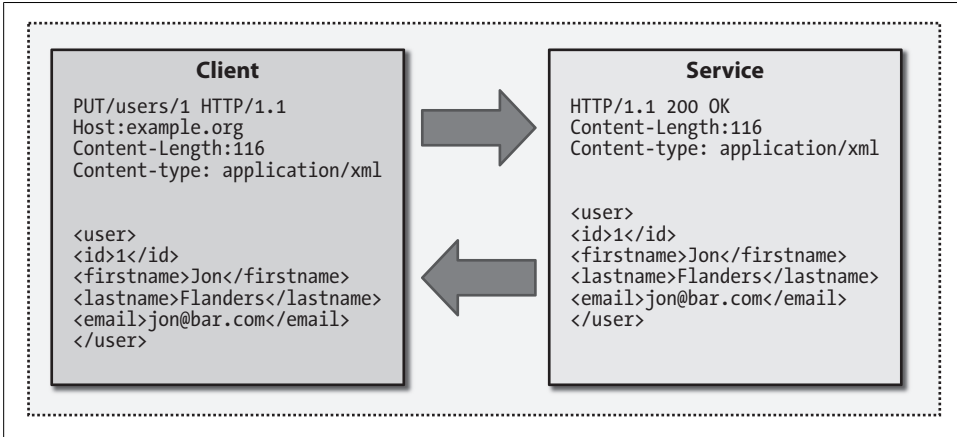 Client
PUT/users/1 HTTP/1.1
Host:example.org
Content-Length:116
Content-type: application/xml
<user>
<id>1</id>
<firstname>Jon</firstname>
<lastname>Flanders</lastname>
<email>jon@bar.com</email>
</user>
Service
HTTP/1.1 200 OK
Content-Length:116
Content-type: application/xml
<user>
<id>1</id>
<firstname>Jon</firstname>
<lastname>Flanders</lastname>
<email>jon@bar.com</email>
</user>